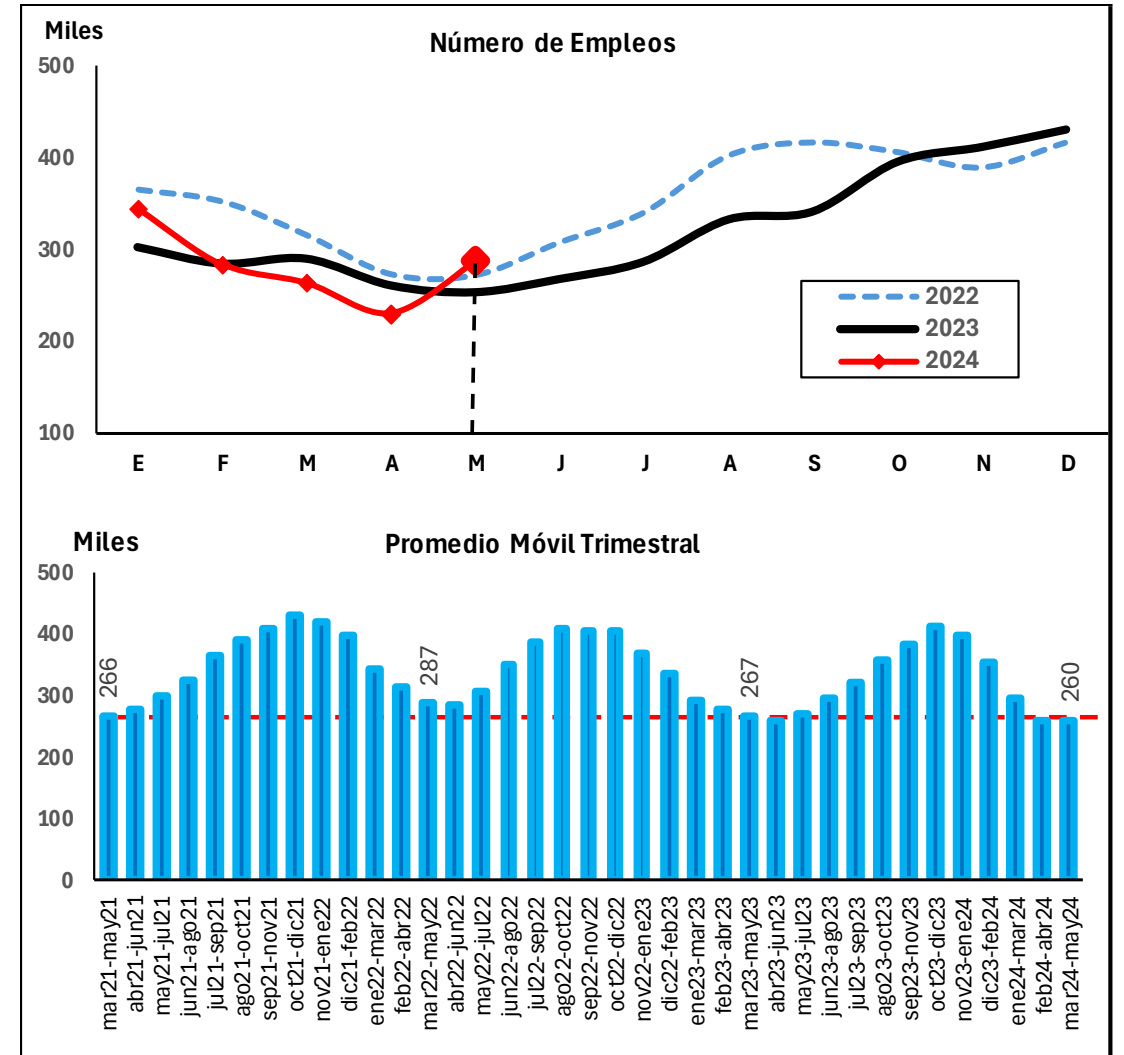 Miles
Número de Empleos
500
400
300
200
100
E F M A M J J A S O N D
2022
2023
2024
Miles
Promedio Móvil Trimestral
500
400
300
200
100
0
266
287
267
260
mar21-may21
abr21-jun21
may21-jul21
jun21-ago21
jul21-sep21
ago21-oct21
sep21-nov21
oct21-dic21
nov21-ene22
dic21-feb22
ene22-mar22
feb22-abr22
mar22-may22
abr22-jun22
may22-jul22
jun22-ago22
jul22-sep22
ago22-oct22
sep22-nov22
oct22-dic22
nov22-ene23
dic22-feb23
ene23-mar23
feb23-abr23
mar23-may23
abr23-jun23
may23-jul23
jun23-ago23
jul23-sep23
ago23-oct23
sep23-nov23
oct23-dic23
nov23-ene24
dic23-feb24
ene24-mar24
feb24-abr24
mar24-may24